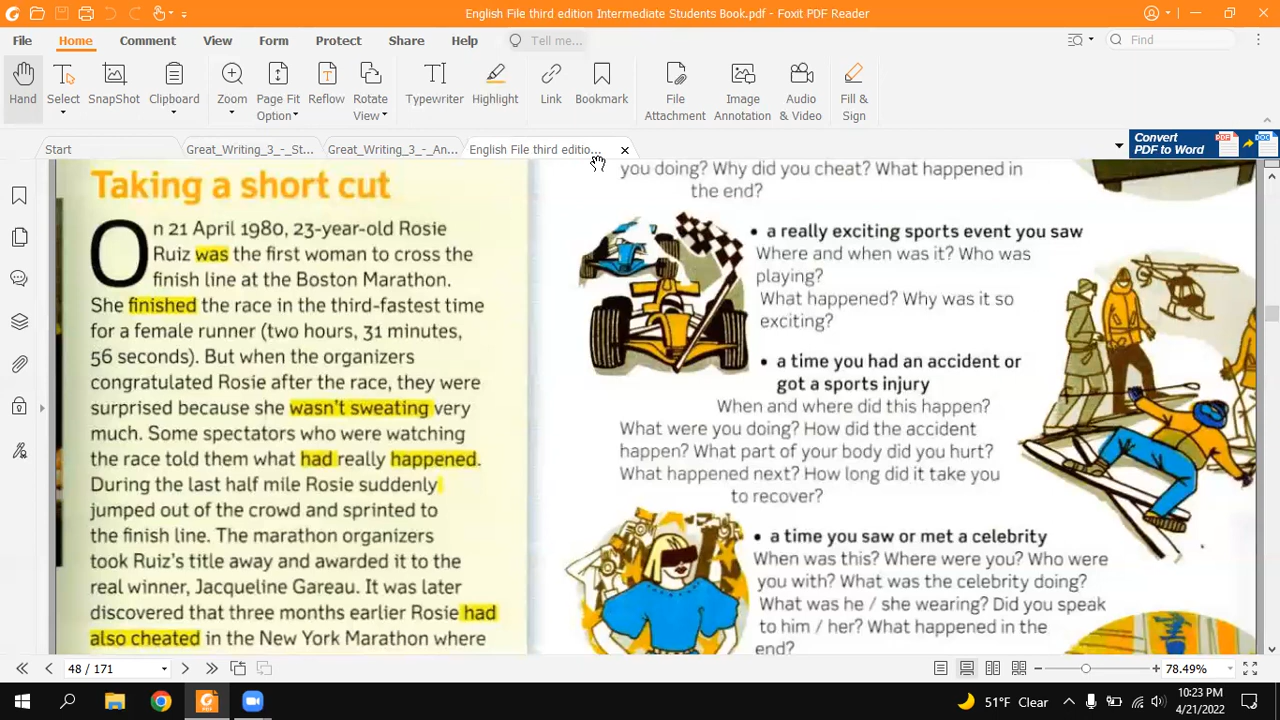 English File third edition Intermediate Students Book.pdf - Foxit PDF Reader
File Home Comment View Form Protect Share Help Tell me... Find
Hand Select SnapShot Clipboard Zoom Page Fit Option Reflow Rotate View Typewriter Highlight Link Bookmark File Attachment Image Annotation Audio & Video Fill & Sign
Start Great_Writing_3_-_St... Great_Writing_3_-_An... English File third editio...
Convert
PDF to Word
Taking a short cut
On 21 April 1980, 23-year-old Rosie
Ruiz was the first woman to cross the
finish line at the Boston Marathon.
She finished the race in the third-fastest time
for a female runner (two hours, 31 minutes,
56 seconds). But when the organizers
congratulated Rosie after the race, they were
surprised because she wasn't sweating very
much. Some spectators who were watching
the race told them what had really happened.
During the last half mile Rosie suddenly
jumped out of the crowd and sprinted to
the finish line. The marathon organizers
took Ruiz's title away and awarded it to the
real winner, Jacqueline Gareau. It was later
discovered that three months earlier Rosie had
also cheated in the New York Marathon where
you doing? Why did you cheat? What happened in
the end?
• a really exciting sports event you saw
Where and when was it? Who was
playing?
What happened? Why was it so
exciting?
• a time you had an accident or
got a sports injury
When and where did this happen?
What were you doing? How did the accident
happen? What part of your body did you hurt?
What happened next? How long did it take you
to recover?
• a time you saw or met a celebrity
When was this? Where were you? Who were
you with? What was the celebrity doing?
What was he / she wearing? Did you speak
to him / her? What happened in the
end?
48 / 171
78.49%
51°F Clear
10:23 PM
4/21/2022